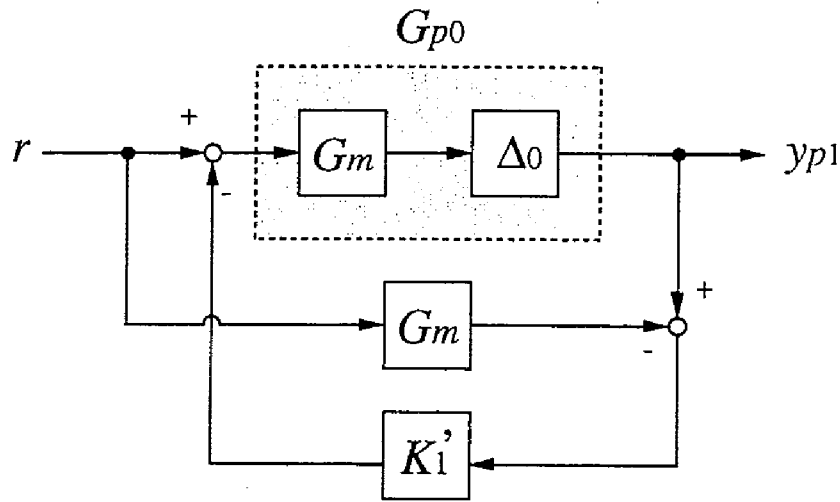 Gp0
+
r
Gm
Δ0
yp1
-
+
Gm
-
K1'